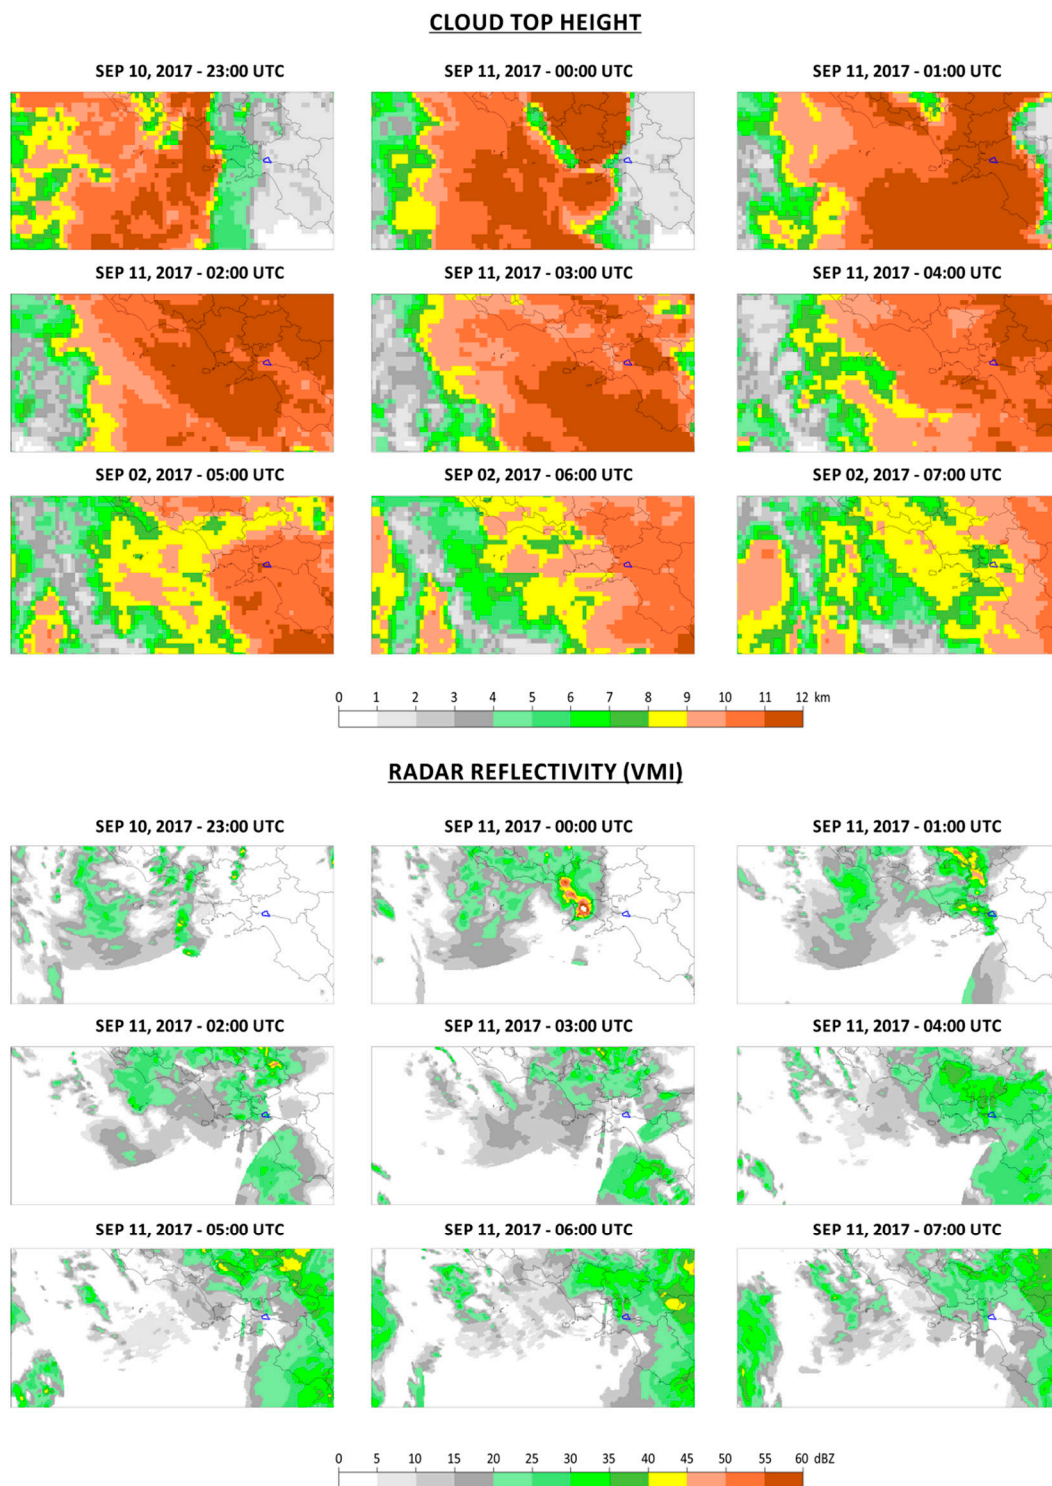 CLOUD TOP HEIGHT
SEP 10, 2017 - 23:00 UTC SEP 11, 2017 - 00:00 UTC SEP 11, 2017 - 01:00 UTC
SEP 11, 2017 - 02:00 UTC SEP 11, 2017 - 03:00 UTC SEP 11, 2017 - 04:00 UTC
SEP 02, 2017 - 05:00 UTC SEP 02, 2017 - 06:00 UTC SEP 02, 2017 - 07:00 UTC
0 1 2 3 4 5 6 7 8 9 10 11 12 km
RADAR REFLECTIVITY (VMI)
SEP 10, 2017 - 23:00 UTC SEP 11, 2017 - 00:00 UTC SEP 11, 2017 - 01:00 UTC
SEP 11, 2017 - 02:00 UTC SEP 11, 2017 - 03:00 UTC SEP 11, 2017 - 04:00 UTC
SEP 11, 2017 - 05:00 UTC SEP 11, 2017 - 06:00 UTC SEP 11, 2017 - 07:00 UTC
0 5 10 15 20 25 30 35 40 45 50 55 60 dBZ